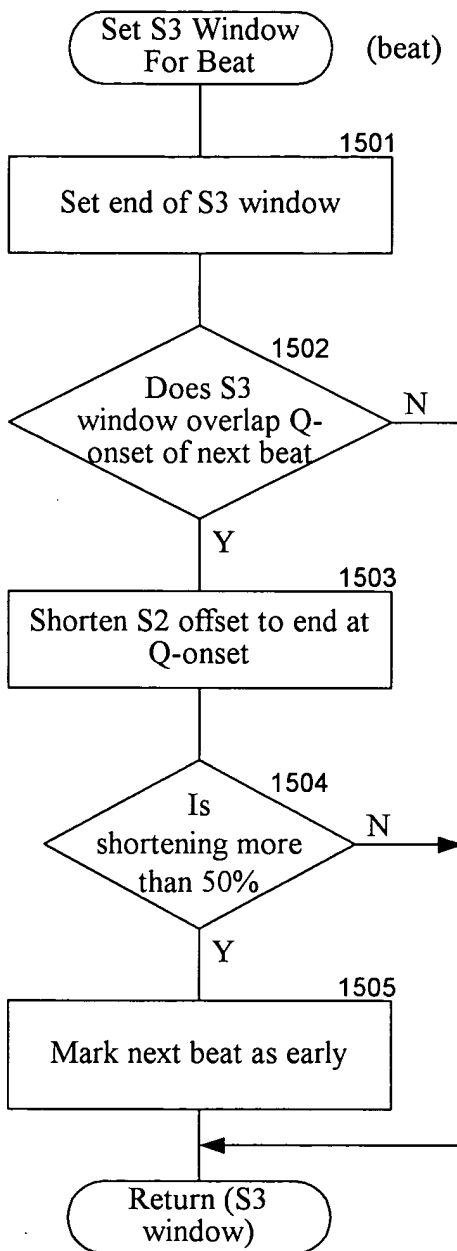 Set S3 Window
For Beat
(beat)
1501
Set end of S3 window
1502
Does S3
window overlap Q-
onset of next beat
N
Y
1503
Shorten S2 offset to end at
Q-onset
1504
Is
shortening more
than 50%
N
Y
1505
Mark next beat as early
Return (S3
window)